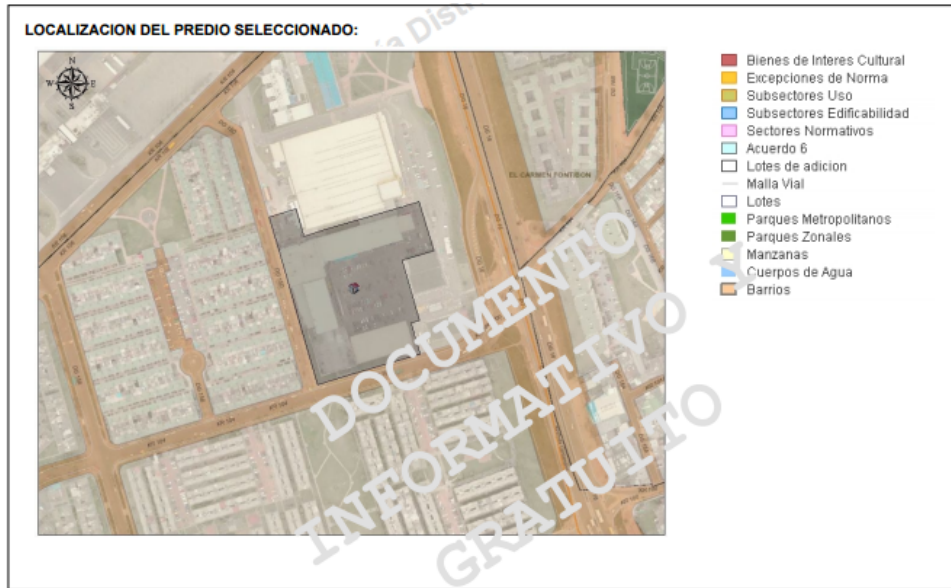 LOCALIZACION DEL PREDIO SELECCIONADO:
N
W E
S
EL CARMEN FONTIBON
Bienes de Interes Cultural
Excepciones de Norma
Subsectores Uso
Subsectores Edificabilidad
Sectores Normativos
Acuerdo 6
Lotes de adicion
Malla Vial
Lotes
Parques Metropolitanos
Parques Zonales
Manzanas
Cuerpos de Agua
Barrios
DOCUMENTO
INFORMATIVO Y
GRATUITO